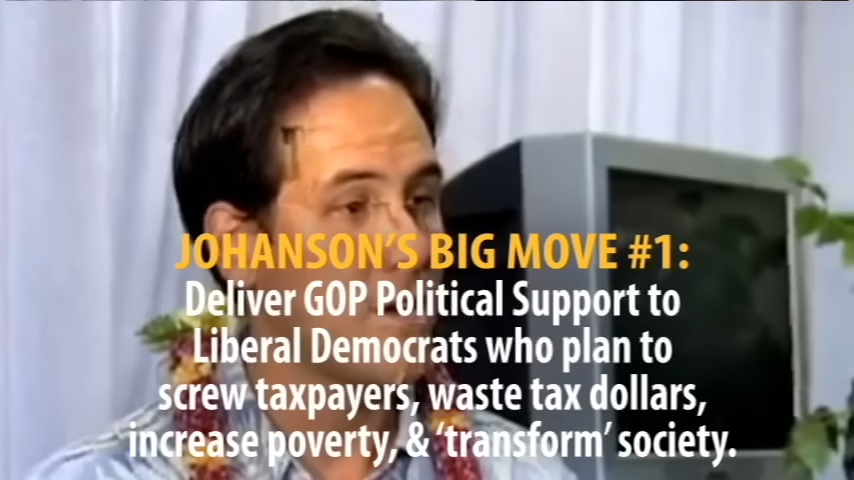 JOHANSON'S BIG MOVE #1:
Deliver GOP Political Support to
Liberal Democrats who plan to
screw taxpayers, waste tax dollars,
increase poverty, & ‘transform’ society.